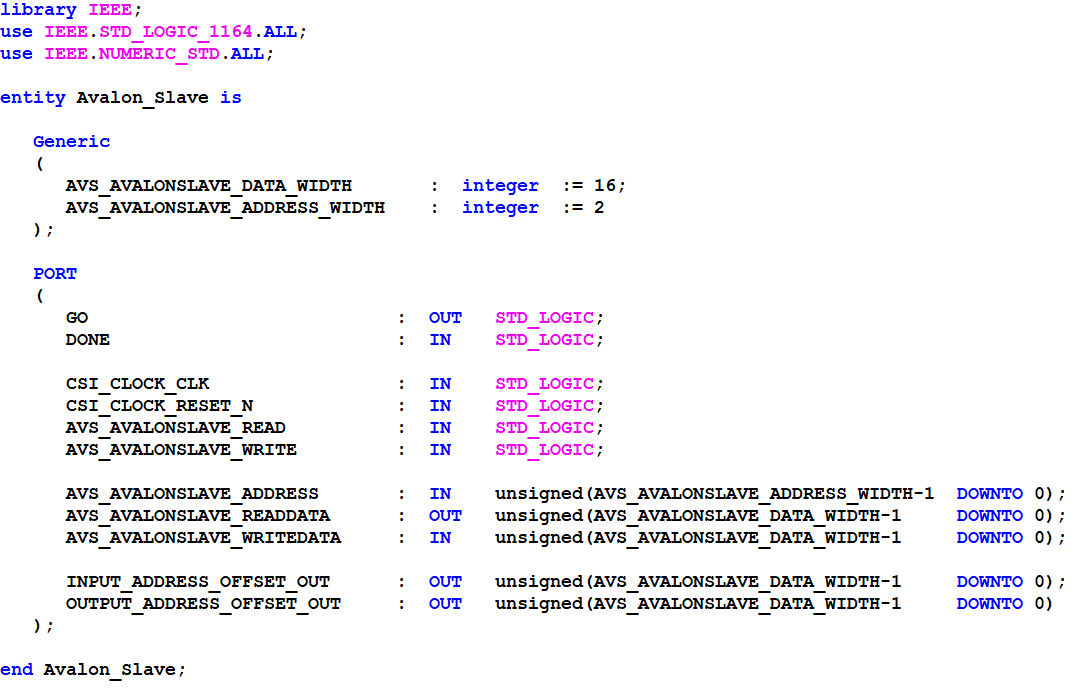 library IEEE;
use IEEE.STD_LOGIC_1164.ALL;
use IEEE.NUMERIC_STD.ALL;
entity Avalon_Slave is
Generic
(
AVS_AVALONSLAVE_DATA_WIDTH : integer := 16;
AVS_AVALONSLAVE_ADDRESS_WIDTH : integer := 2
);
PORT
(
GO : OUT STD_LOGIC;
DONE : IN STD_LOGIC;
CSI_CLOCK_CLK : IN STD_LOGIC;
CSI_CLOCK_RESET_N : IN STD_LOGIC;
AVS_AVALONSLAVE_READ : IN STD_LOGIC;
AVS_AVALONSLAVE_WRITE : IN STD_LOGIC;
AVS_AVALONSLAVE_ADDRESS : IN unsigned(AVS_AVALONSLAVE_ADDRESS_WIDTH-1 DOWNTO 0);
AVS_AVALONSLAVE_READDATA : OUT unsigned(AVS_AVALONSLAVE_DATA_WIDTH-1 DOWNTO 0);
AVS_AVALONSLAVE_WRITEDATA : IN unsigned(AVS_AVALONSLAVE_DATA_WIDTH-1 DOWNTO 0);
INPUT_ADDRESS_OFFSET_OUT : OUT unsigned(AVS_AVALONSLAVE_DATA_WIDTH-1 DOWNTO 0);
OUTPUT_ADDRESS_OFFSET_OUT : OUT unsigned(AVS_AVALONSLAVE_DATA_WIDTH-1 DOWNTO 0)
);
end Avalon_Slave;